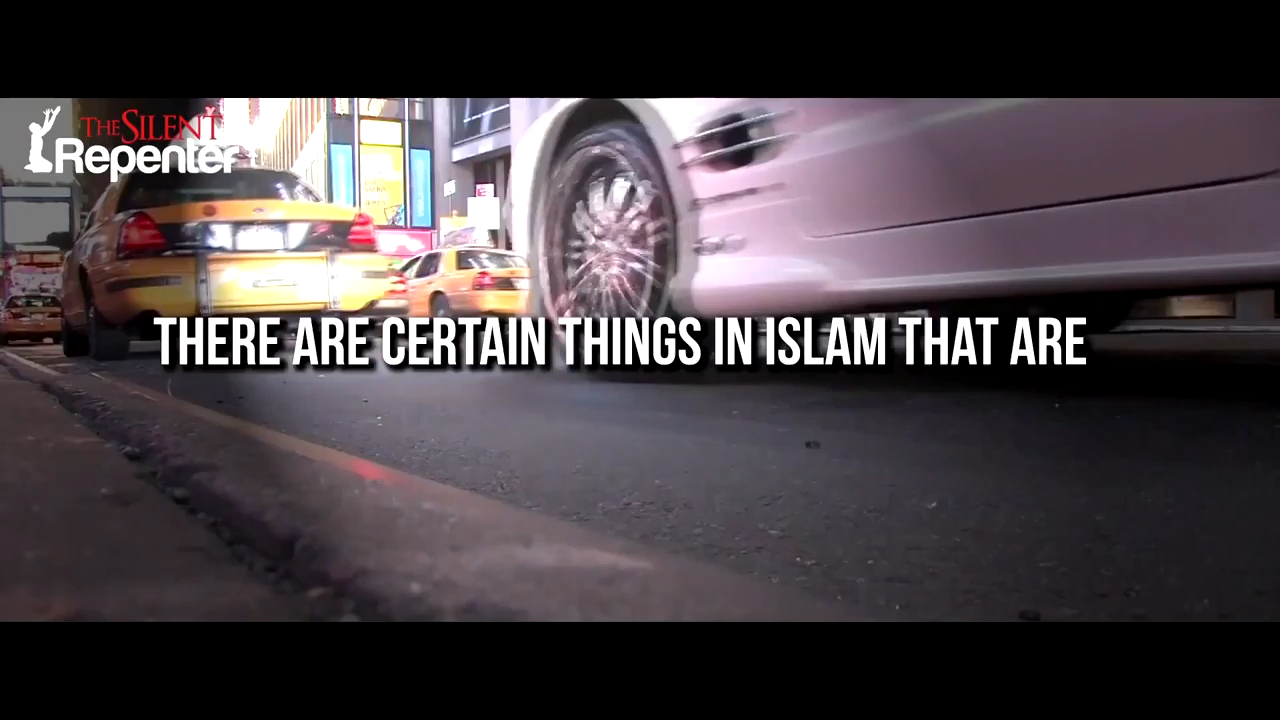 THE SILENT
Repenter
THERE ARE CERTAIN THINGS IN ISLAM THAT ARE